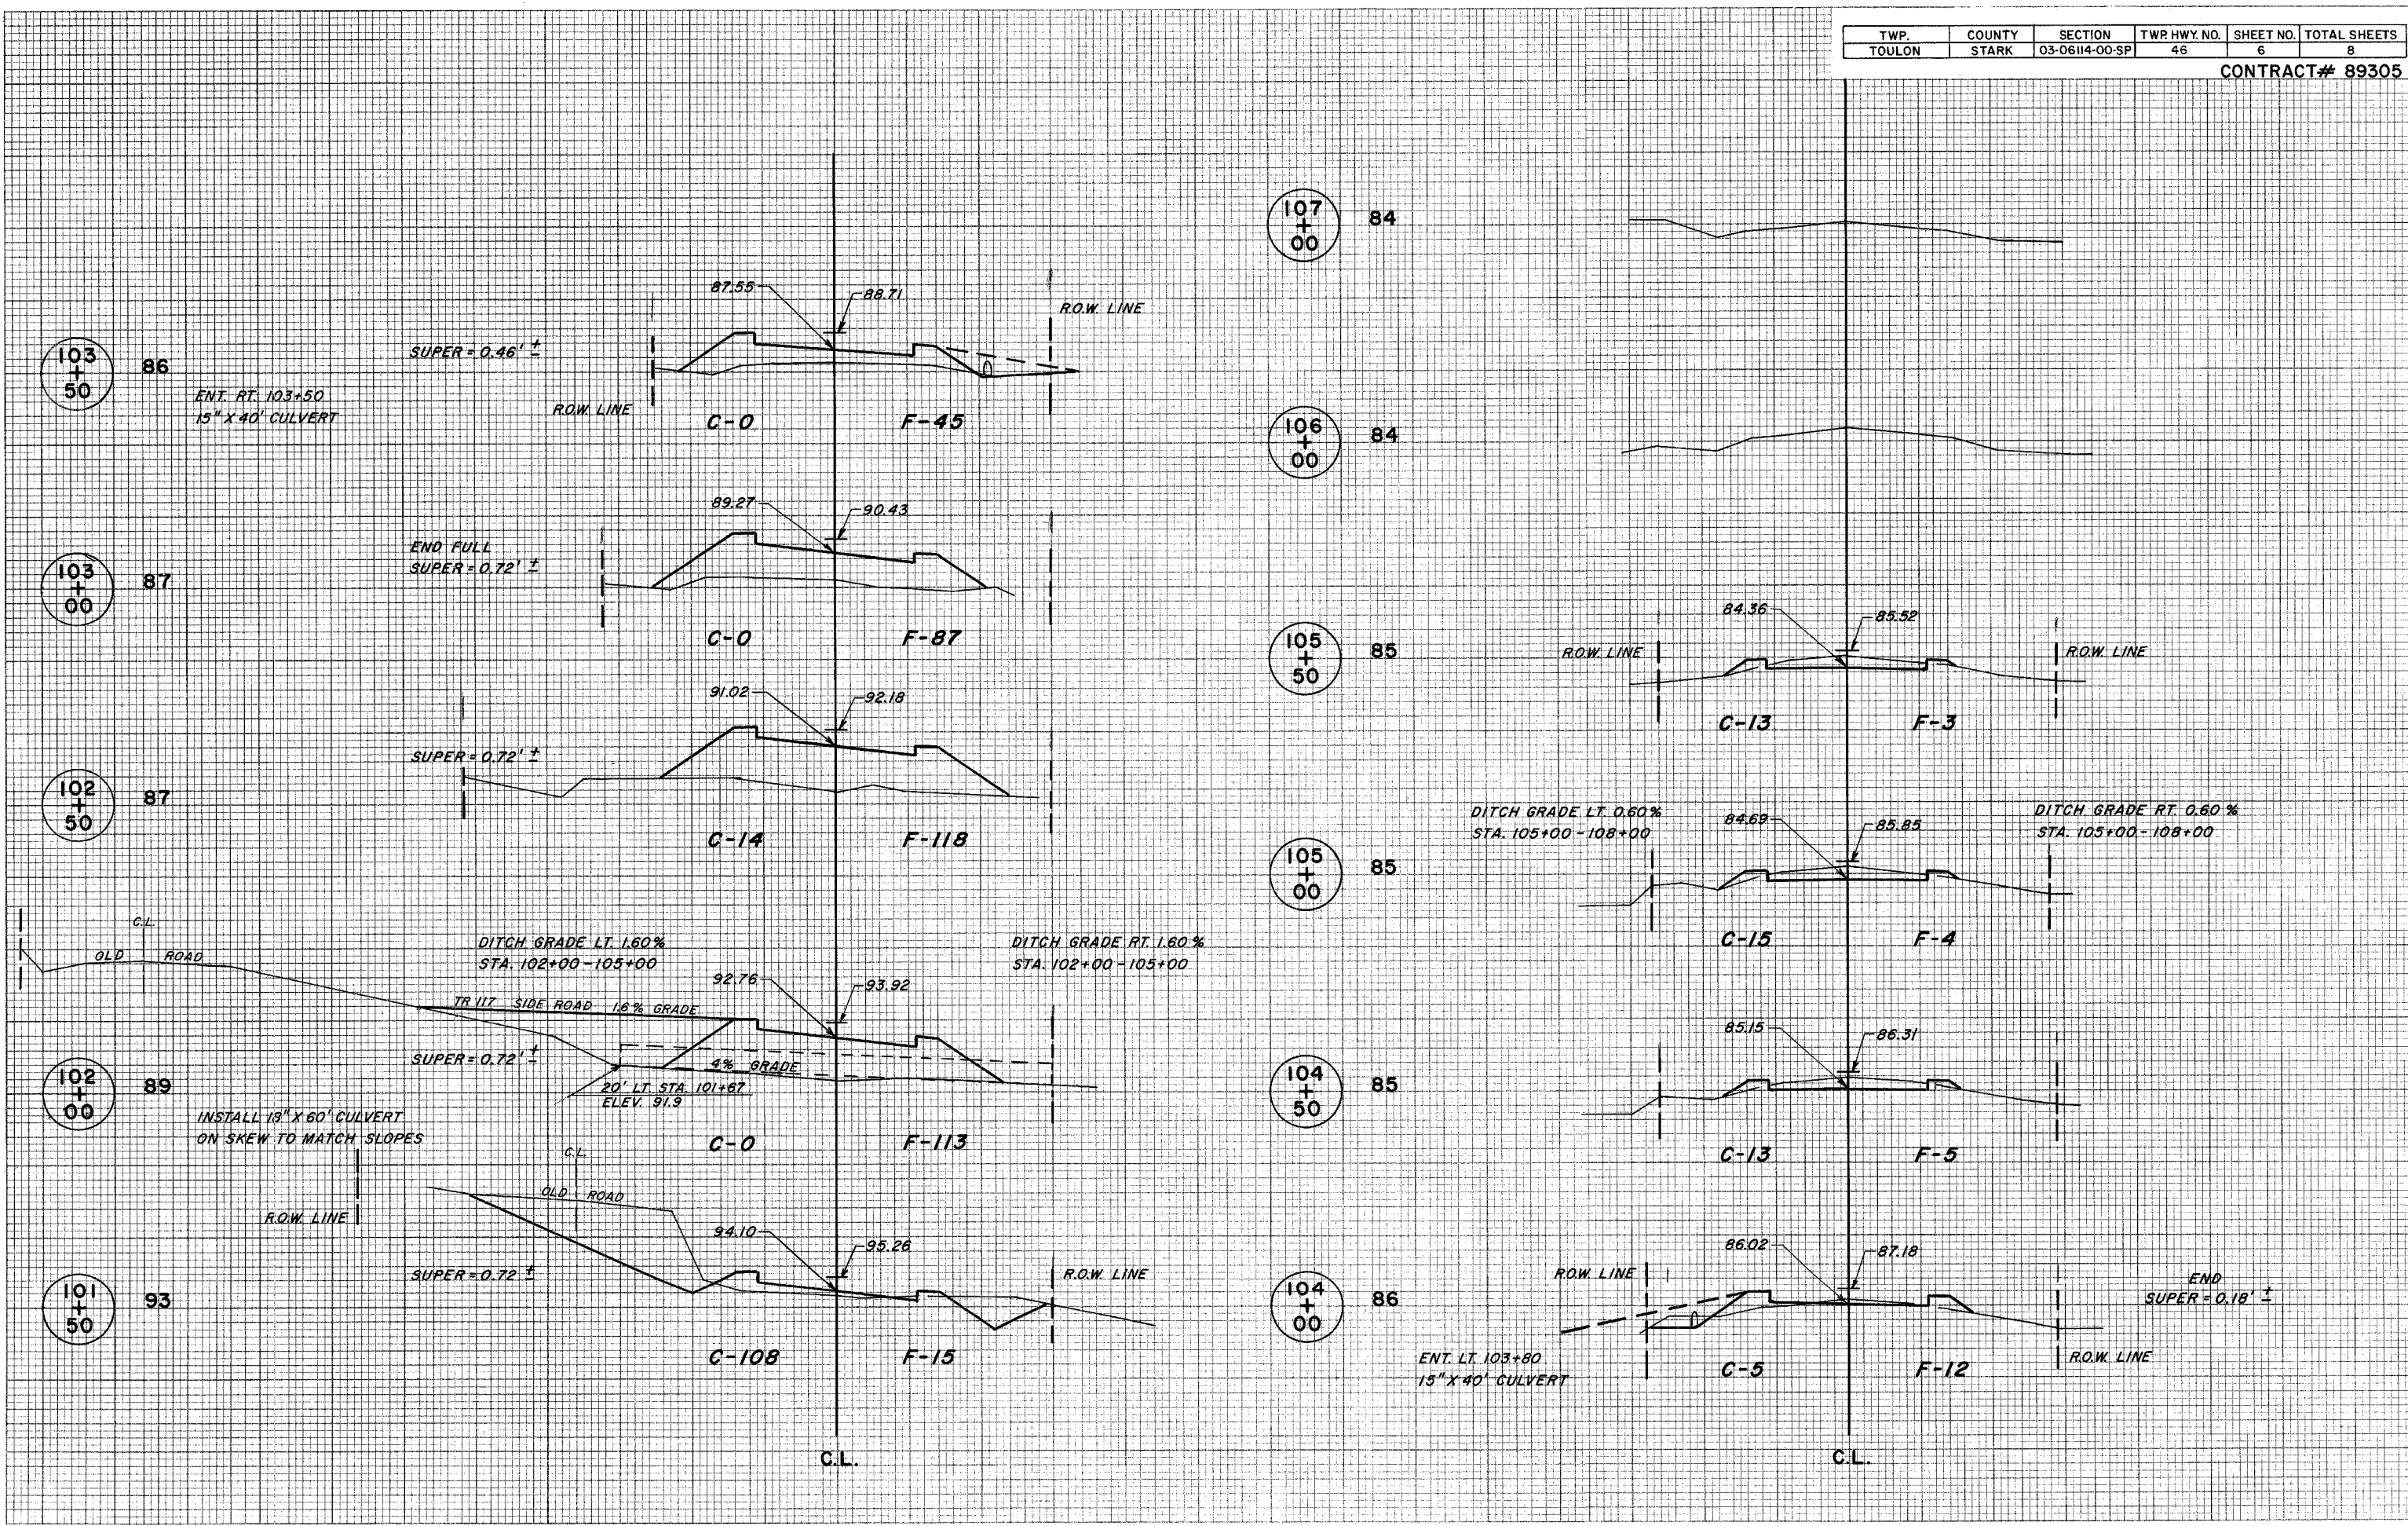 TWP. COUNTY SECTION TWP. HWY. NO. SHEET NO. TOTAL SHEETS
TOULON STARK 03-06114-00-SP 46 6 8
CONTRACT# 89305
87.55 88.71
R.O.W. LINE
SUPER = 0.46' ±
103 + 50 86
ENT. RT. 103+50
15" X 40' CULVERT
R.O.W. LINE
C-0 F-45
89.27 90.43
END FULL
SUPER = 0.72' ±
103 + 00 87
C-0 F-87
91.02 92.18
SUPER = 0.72' ±
102 + 50 87
C-14 F-118
C.L.
OLD ROAD
DITCH GRADE LT. 1.60%
STA. 102+00-105+00
DITCH GRADE RT. 1.60%
STA. 102+00-105+00
92.76 93.92
TR 117 SIDE ROAD 1.6% GRADE
SUPER = 0.72' ±
4% GRADE
102 + 00 89
20' LT. STA. 101+67
ELEV. 91.9
INSTALL 18" X 60' CULVERT
ON SKEW TO MATCH SLOPES
C-0 F-113
C.L.
OLD ROAD
R.O.W. LINE
94.10 95.26
SUPER = 0.72 ±
R.O.W. LINE
101 + 50 93
C-108 F-15
C.L.
107 + 00 84
106 + 00 84
84.36 85.52
R.O.W. LINE R.O.W. LINE
105 + 50 85
C-13 F-3
DITCH GRADE LT. 0.60%
STA. 105+00-108+00
DITCH GRADE RT. 0.60%
STA. 105+00-108+00
84.69 85.85
105 + 00 85
C-15 F-4
85.15 86.31
104 + 50 85
C-13 F-5
86.02 87.18
R.O.W. LINE
END
SUPER = 0.18' ±
104 + 00 86
ENT. LT. 103+80
15" X 40' CULVERT
R.O.W. LINE
C-5 F-12
C.L.